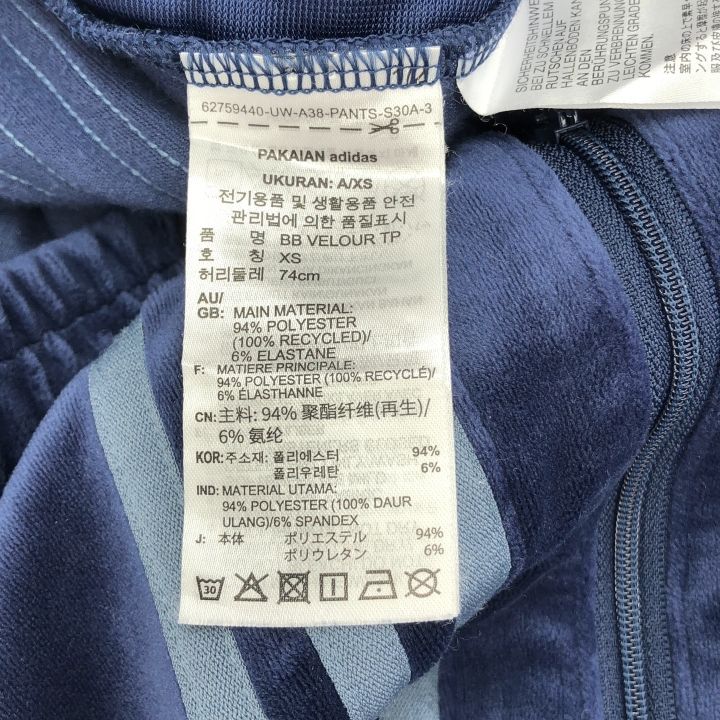 62759440-UW-A38-PANTS-S30A-3
PAKAIAN adidas
UKURAN: A/XS
전기용품 및 생활용품 안전
관리법에 의한 품질표시
품 명 BB VELOUR TP
호 칭 XS
허리둘레 74cm
AU/
GB: MAIN MATERIAL:
94% POLYESTER
(100% RECYCLED)/
6% ELASTANE
F: MATIERE PRINCIPALE:
94% POLYESTER (100% RECYCLÉ)/
6% ÉLASTHANNE
CN: 主料: 94% 聚酯纤维(再生)/
6% 氨纶
KOR: 주소재: 폴리에스터 94%
폴리우레탄 6%
IND: MATERIAL UTAMA:
94% POLYESTER (100% DAUR
ULANG)/6% SPANDEX
J: 本体 ポリエステル 94%
ポリウレタン 6%
30
SICHERHEITSHINWEIS
BEI ZU SCHNELLEM
RUTSCHEN AUF
HALLENBÖDEN KANN
AN DEN
BERÜHRUNGSPUN
ZU VERBRENNUNG
LEICHTEN GRADE
KOMMEN.
注意